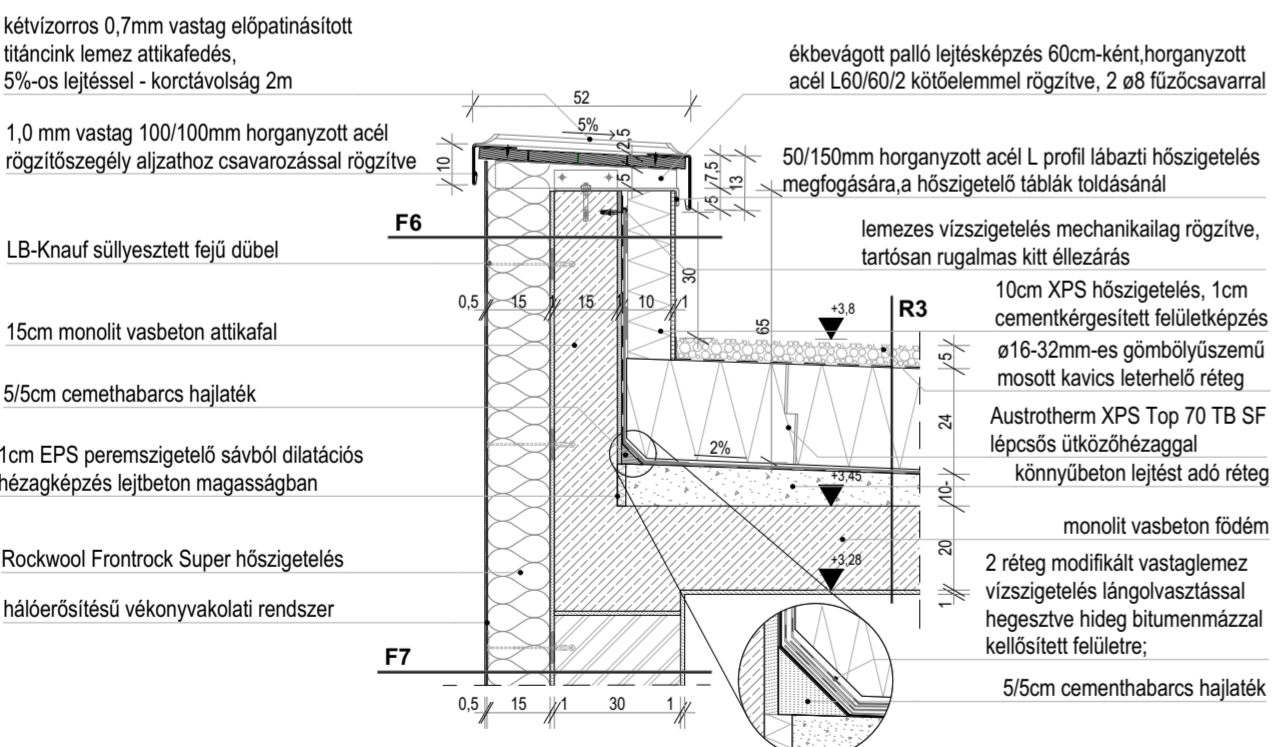 kétvízorros 0,7mm vastag előpatinásított
titáncink lemez attikafedés,
5%-os lejtéssel - korctávolság 2m
1,0 mm vastag 100/100mm horganyzott acél
rögzítőszegély aljzathoz csavarozással rögzítve
LB-Knauf süllyesztett fejű dübel
15cm monolit vasbeton attikafal
5/5cm cemethabarcs hajlaték
1cm EPS peremszigetelő sávból dilatációs
hézagképzés lejtbeton magasságban
Rockwool Frontrock Super hőszigetelés
hálóerősítésű vékonyvakolati rendszer
52
5%
2,5
10
5
7,5
5
13
F6
30
65
0,5 15 1 15 1 10 1
+3,8
R3
5
24
2%
+3,45
10-
20
+3,28
1
F7
0,5 15 1 30 1
ékbevágott palló lejtésképzés 60cm-ként,horganyzott
acél L60/60/2 kötőelemmel rögzítve, 2 ø8 fűzőcsavarral
50/150mm horganyzott acél L profil lábazti hőszigetelés
megfogására,a hőszigetelő táblák toldásánál
lemezes vízszigetelés mechanikailag rögzítve,
tartósan rugalmas kitt éllezárás
10cm XPS hőszigetelés, 1cm
cementkérgesített felületképzés
ø16-32mm-es gömbölyűszemű
mosott kavics leterhelő réteg
Austrotherm XPS Top 70 TB SF
lépcsős ütközőhézaggal
könnyűbeton lejtést adó réteg
monolit vasbeton födém
2 réteg modifikált vastaglemez
vízszigetelés lángolvasztással
hegesztve hideg bitumenmázzal
kellősített felületre;
5/5cm cementhabarcs hajlaték